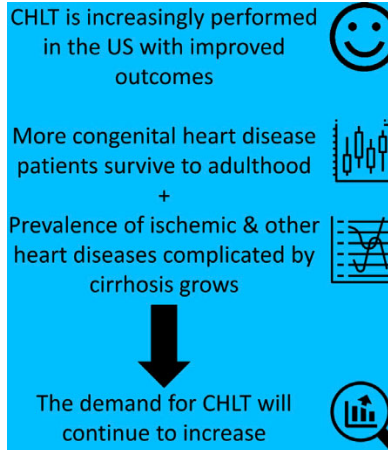 CHLT is increasingly performed
in the US with improved
outcomes
More congenital heart disease
patients survive to adulthood
+
Prevalence of ischemic & other
heart diseases complicated by
cirrhosis grows
The demand for CHLT will
continue to increase